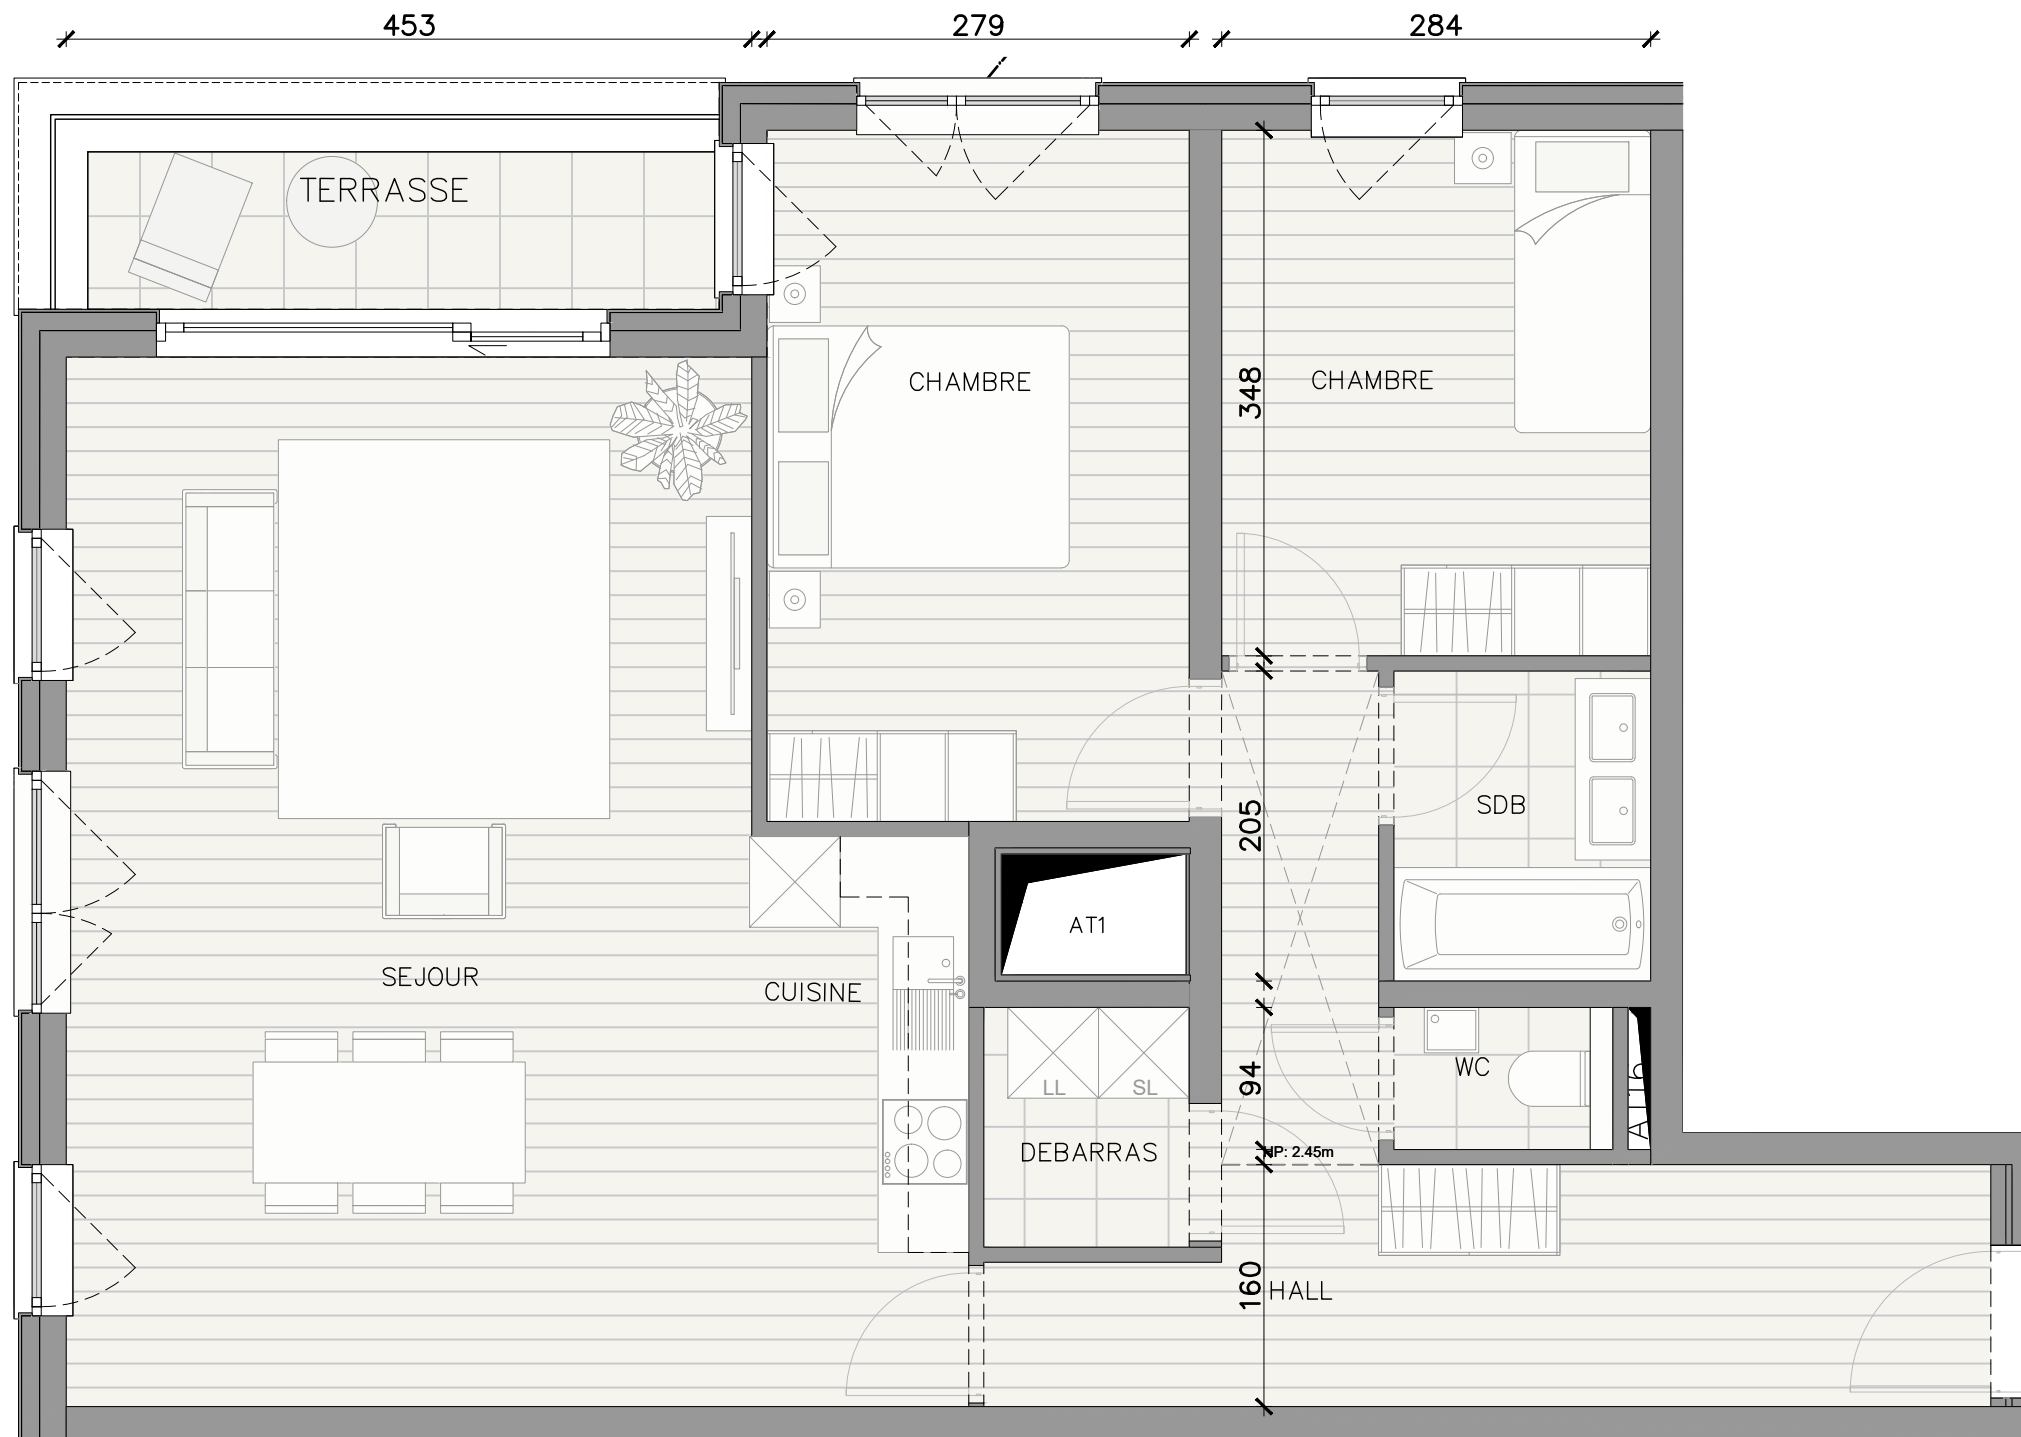 453
279
284
TERRASSE
CHAMBRE
348
CHAMBRE
205
SDB
AT1
SEJOUR
CUISINE
94
WC
LL
SL
DEBARRAS
HP: 2.45m
160
HALL